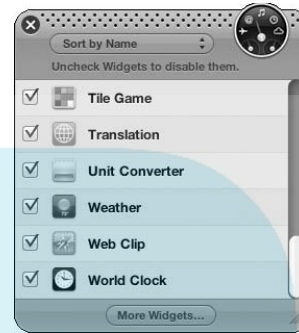 Sort by Name
Uncheck Widgets to disable them.
Tile Game
Translation
Unit Converter
Weather
Web Clip
World Clock
More Widgets...